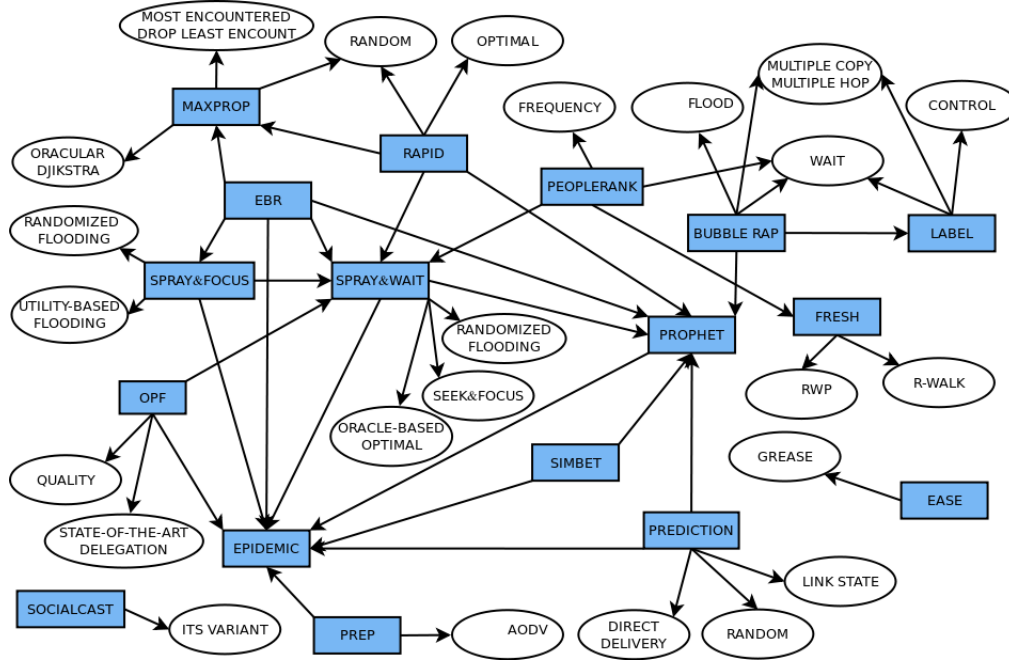 MOST ENCOUNTERED
DROP LEAST ENCOUNT
RANDOM
OPTIMAL
MULTIPLE COPY
MULTIPLE HOP
MAXPROP
FREQUENCY
FLOOD
CONTROL
ORACULAR
DJIKSTRA
RAPID
WAIT
PEOPLERANK
EBR
RANDOMIZED
FLOODING
BUBBLE RAP
LABEL
SPRAY&FOCUS
SPRAY&WAIT
UTILITY-BASED
FLOODING
RANDOMIZED
FLOODING
PROPHET
FRESH
OPF
SEEK&FOCUS
RWP
R-WALK
ORACLE-BASED
OPTIMAL
SIMBET
GREASE
QUALITY
EASE
STATE-OF-THE-ART
DELEGATION
EPIDEMIC
PREDICTION
LINK STATE
SOCIALCAST
ITS VARIANT
PREP
AODV
DIRECT
DELIVERY
RANDOM